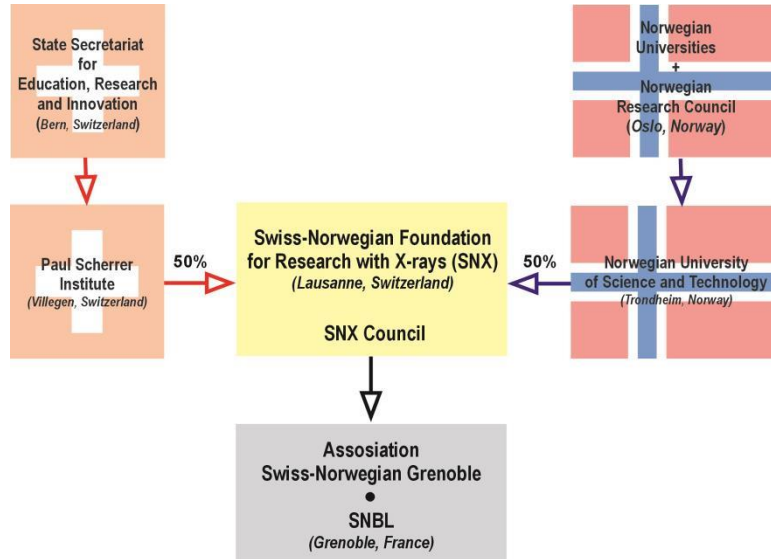 State Secretariat
for
Education, Research
and Innovation
(Bern, Switzerland)
Norwegian
Universities
+
Norwegian
Research Council
(Oslo, Norway)
Paul Scherrer
Institute
(Villegen, Switzerland)
50%
Swiss-Norwegian Foundation
for Research with X-rays (SNX)
(Lausanne, Switzerland)
SNX Council
50%
Norwegian University
of Science and Technology
(Trondheim, Norway)
Assosiation
Swiss-Norwegian Grenoble
•
SNBL
(Grenoble, France)